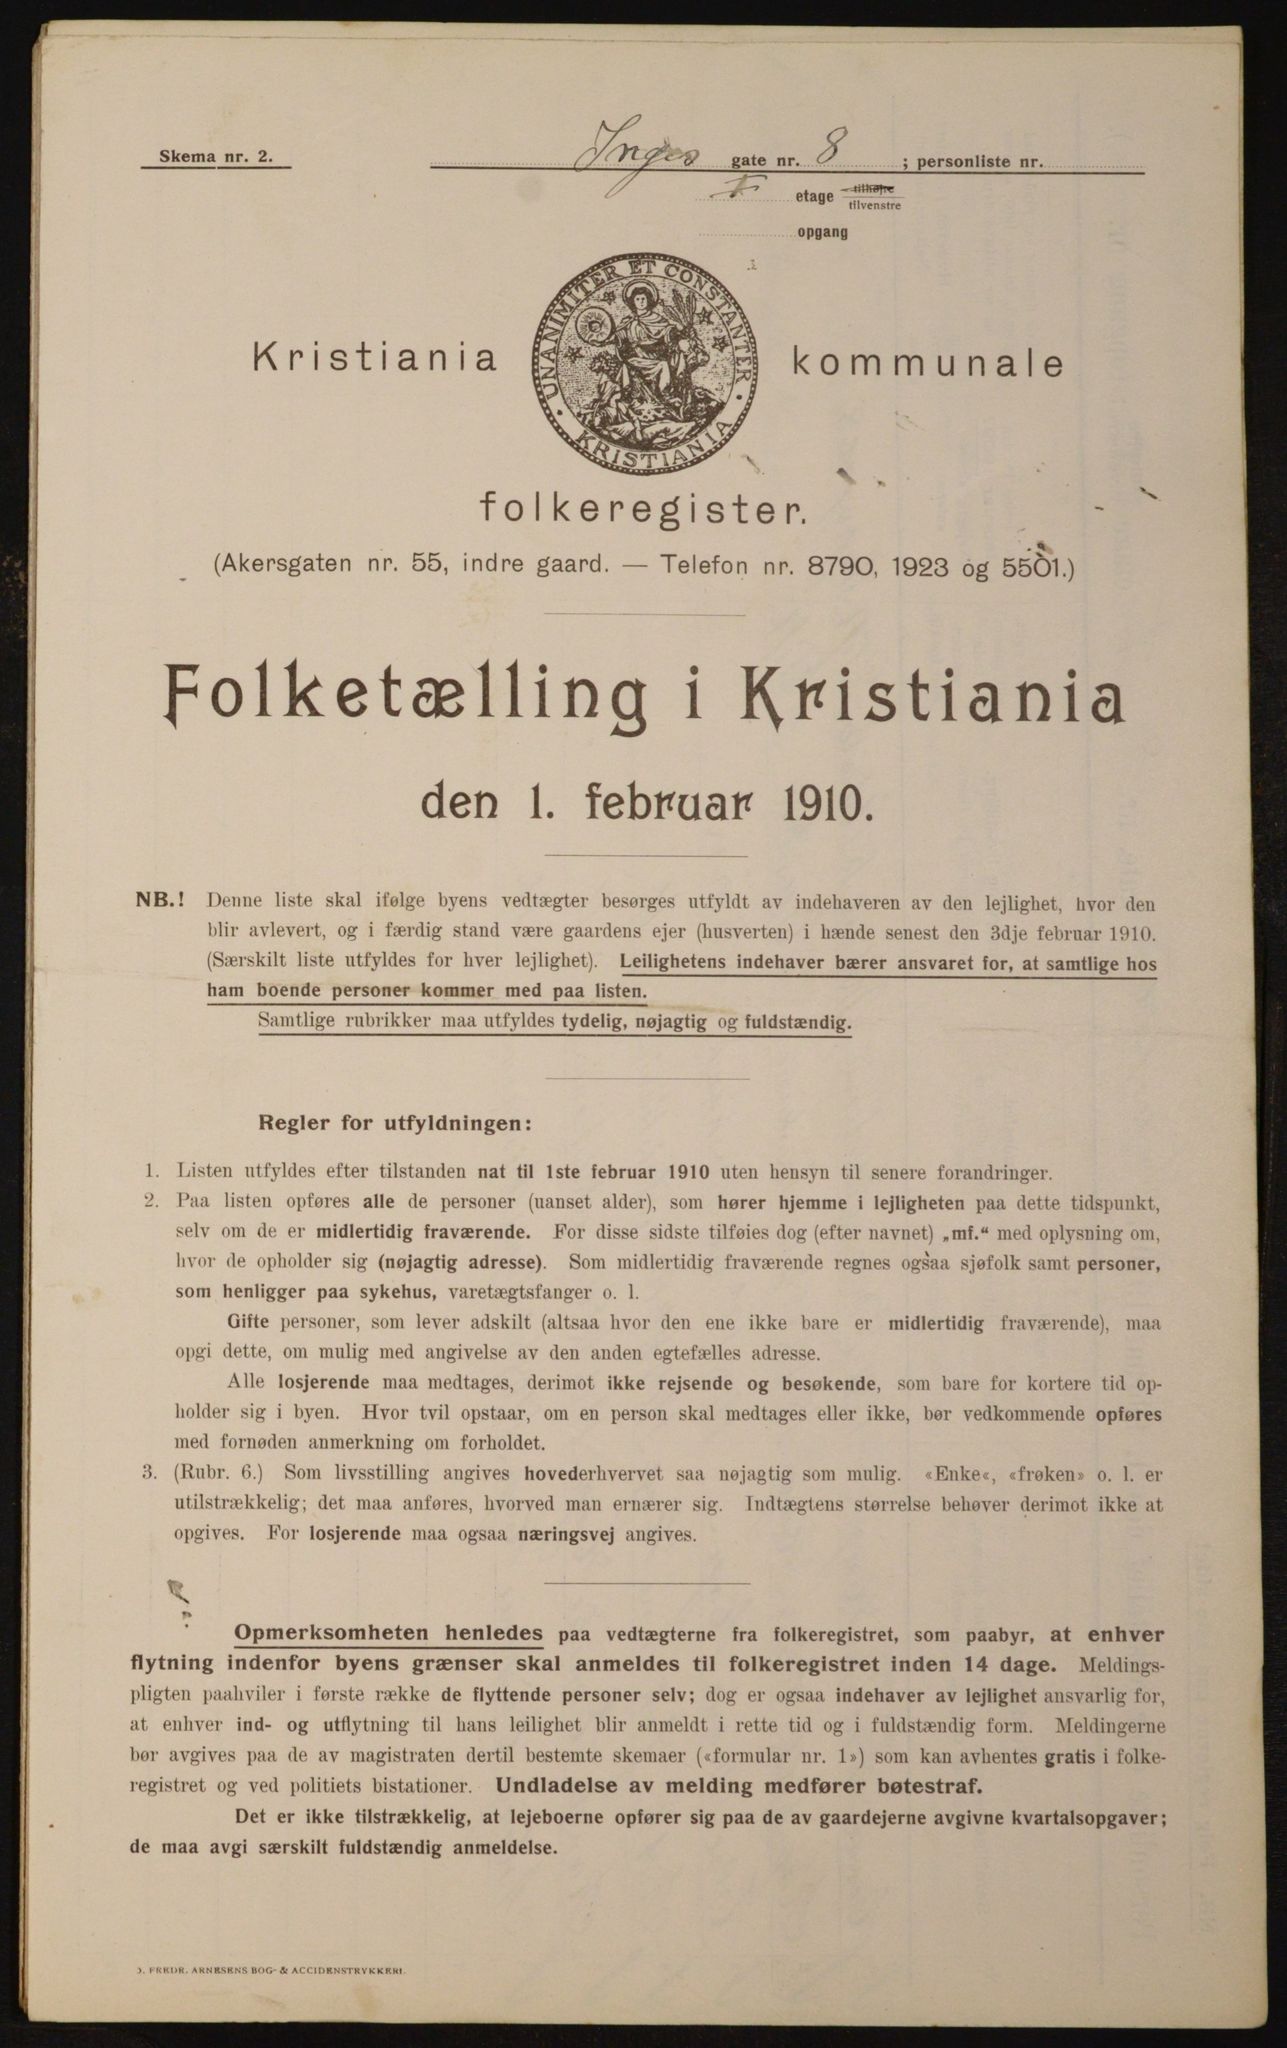 Skema nr. 2. Inges gate nr. 8 ; personliste nr.
I etage tilhøjre
tilvenstre
opgang
UNANIMITER ET CONSTANTER
KRISTIANIA
Kristiania kommunale
folkeregister.
(Akersgaten nr. 55, indre gaard. — Telefon nr. 8790, 1923 og 5501.)
Folketælling i Kristiania
den 1. februar 1910.
NB.! Denne liste skal ifølge byens vedtægter besørges utfyldt av indehaveren av den lejlighet, hvor den
blir avlevert, og i færdig stand være gaardens ejer (husverten) i hænde senest den 3dje februar 1910.
(Særskilt liste utfyldes for hver lejlighet). Leilighetens indehaver bærer ansvaret for, at samtlige hos
ham boende personer kommer med paa listen.
Samtlige rubrikker maa utfyldes tydelig, nøjagtig og fuldstændig.
Regler for utfyldningen:
1. Listen utfyldes efter tilstanden nat til 1ste februar 1910 uten hensyn til senere forandringer.
2. Paa listen opføres alle de personer (uanset alder), som hører hjemme i lejligheten paa dette tidspunkt,
selv om de er midlertidig fraværende. For disse sidste tilføies dog (efter navnet) „mf.“ med oplysning om,
hvor de opholder sig (nøjagtig adresse). Som midlertidig fraværende regnes ogsaa sjøfolk samt personer,
som henligger paa sykehus, varetægtsfanger o. l.
Gifte personer, som lever adskilt (altsaa hvor den ene ikke bare er midlertidig fraværende), maa
opgi dette, om mulig med angivelse av den anden egtefælles adresse.
Alle losjerende maa medtages, derimot ikke rejsende og besøkende, som bare for kortere tid op-
holder sig i byen. Hvor tvil opstaar, om en person skal medtages eller ikke, bør vedkommende opføres
med fornøden anmerkning om forholdet.
3. (Rubr. 6.) Som livsstilling angives hovederhvervet saa nøjagtig som mulig. «Enke«, «frøken» o. l. er
utilstrækkelig; det maa anføres, hvorved man ernærer sig. Indtægtens størrelse behøver derimot ikke at
opgives. For losjerende maa ogsaa næringsvej angives.
Opmerksomheten henledes paa vedtægterne fra folkeregistret, som paabyr, at enhver
flytning indenfor byens grænser skal anmeldes til folkeregistret inden 14 dage. Meldings-
pligten paahviler i første række de flyttende personer selv; dog er ogsaa indehaver av lejlighet ansvarlig for,
at enhver ind- og utflytning til hans leilighet blir anmeldt i rette tid og i fuldstændig form. Meldingerne
bør avgives paa de av magistraten dertil bestemte skemaer («formular nr. 1») som kan avhentes gratis i folke-
registret og ved politiets bistationer. Undladelse av melding medfører bøtestraf.
Det er ikke tilstrækkelig, at lejeboerne opfører sig paa de av gaardejerne avgivne kvartalsopgaver;
de maa avgi særskilt fuldstændig anmeldelse.
J. FREDR. ARNESENS BOG- & ACCIDENSTRYKKERI.